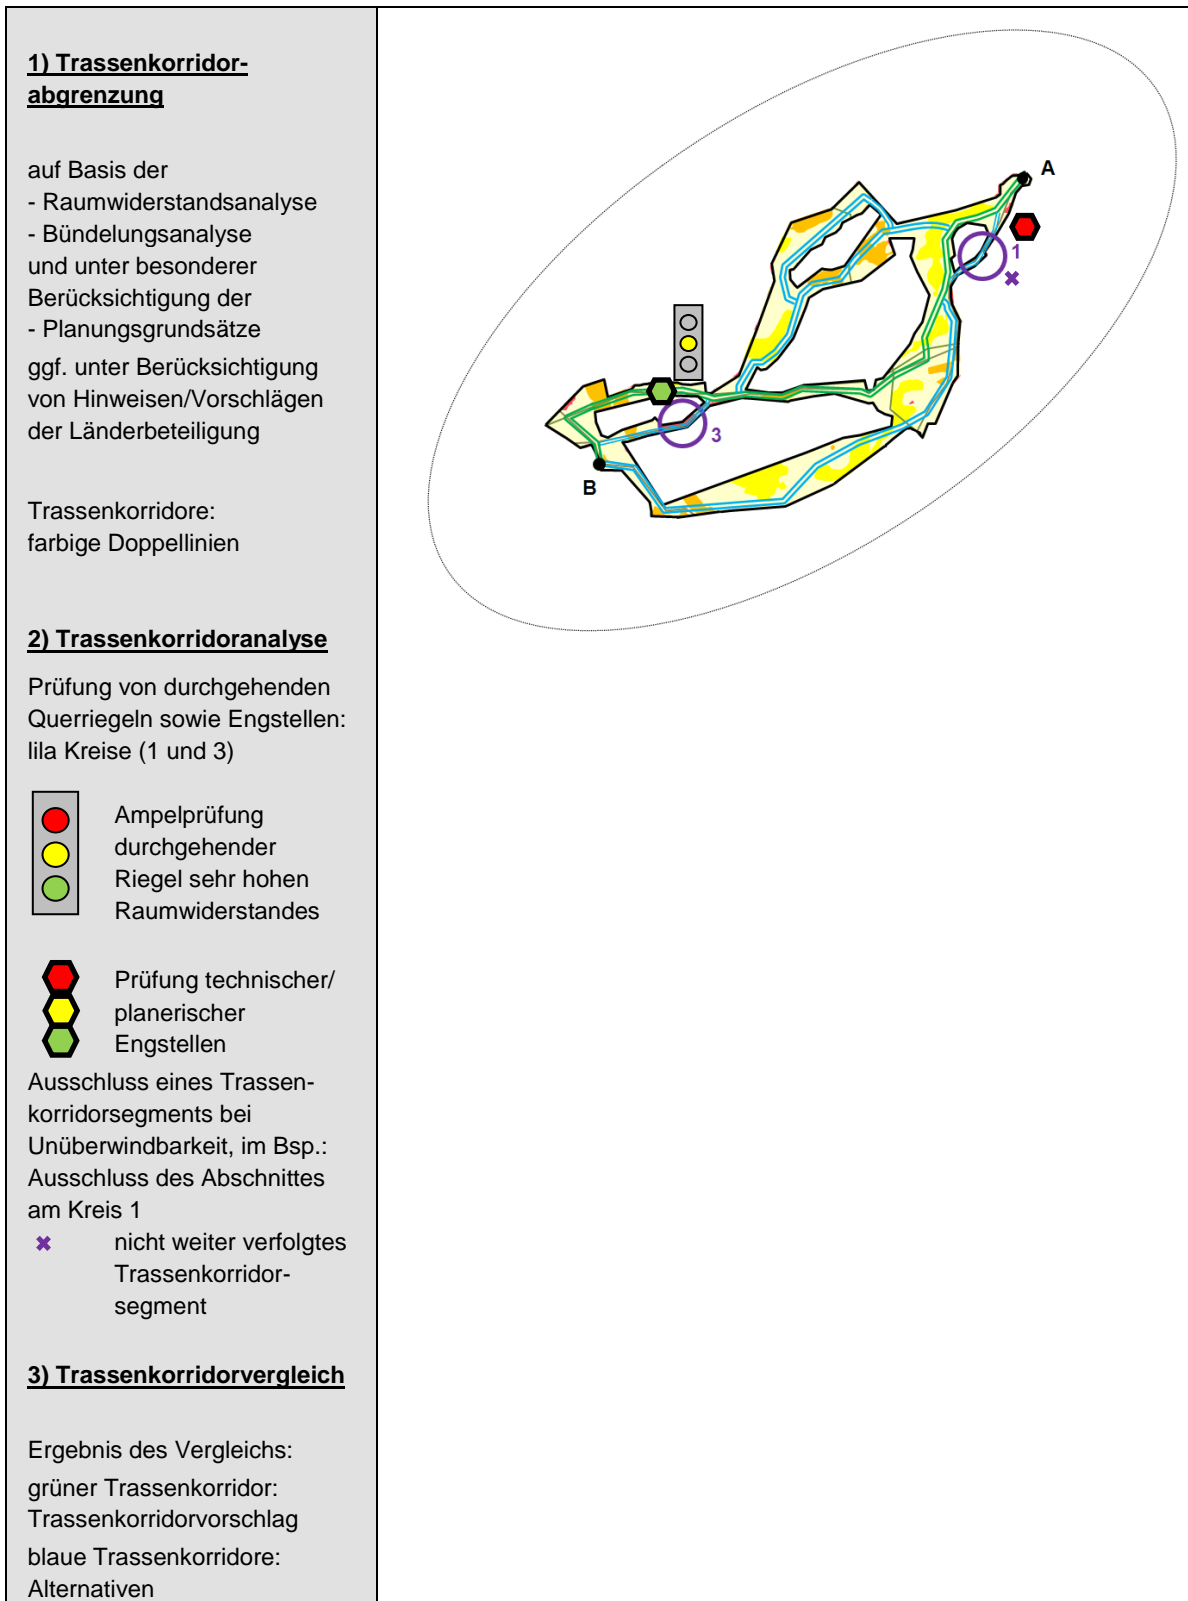 1) Trassenkorridor-
abgrenzung
auf Basis der
- Raumwiderstandsanalyse
- Bündelungsanalyse
und unter besonderer
Berücksichtigung der
- Planungsgrundsätze
ggf. unter Berücksichtigung
von Hinweisen/Vorschlägen
der Länderbeteiligung
Trassenkorridore:
farbige Doppellinien
2) Trassenkorridoranalyse
Prüfung von durchgehenden
Querriegeln sowie Engstellen:
lila Kreise (1 und 3)
Ampelprüfung
durchgehender
Riegel sehr hohen
Raumwiderstandes
Prüfung technischer/
planerischer
Engstellen
Ausschluss eines Trassen-
korridorsegments bei
Unüberwindbarkeit, im Bsp.:
Ausschluss des Abschnittes
am Kreis 1
nicht weiter verfolgtes
Trassenkorridor-
segment
3) Trassenkorridorvergleich
Ergebnis des Vergleichs:
grüner Trassenkorridor:
Trassenkorridorvorschlag
blaue Trassenkorridore:
Alternativen
A
1
3
B